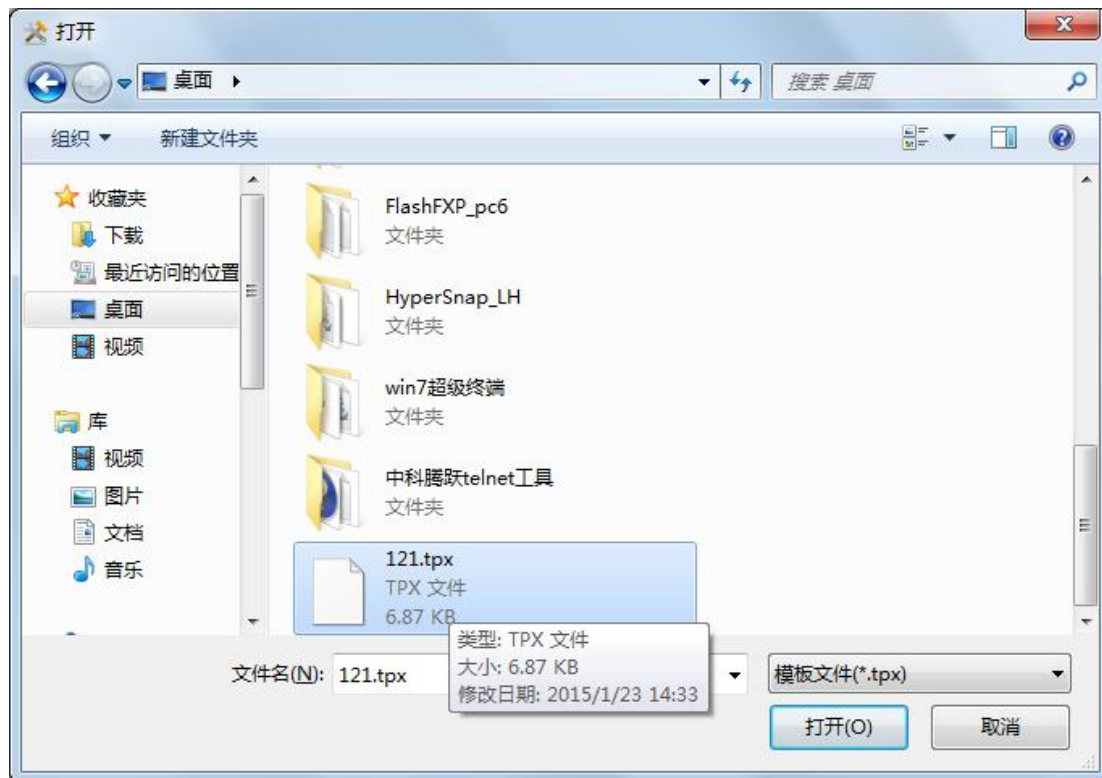 打开
桌面
搜索 桌面
组织
新建文件夹
收藏夹
下载
最近访问的位置
桌面
视频
库
视频
图片
文档
音乐
FlashFXP_pc6
文件夹
HyperSnap_LH
文件夹
win7超级终端
文件夹
中科腾跃telnet工具
文件夹
121.tpx
TPX 文件
6.87 KB
类型: TPX 文件
大小: 6.87 KB
修改日期: 2015/1/23 14:33
文件名(N): 121.tpx
模板文件(*.tpx)
打开(O)
取消